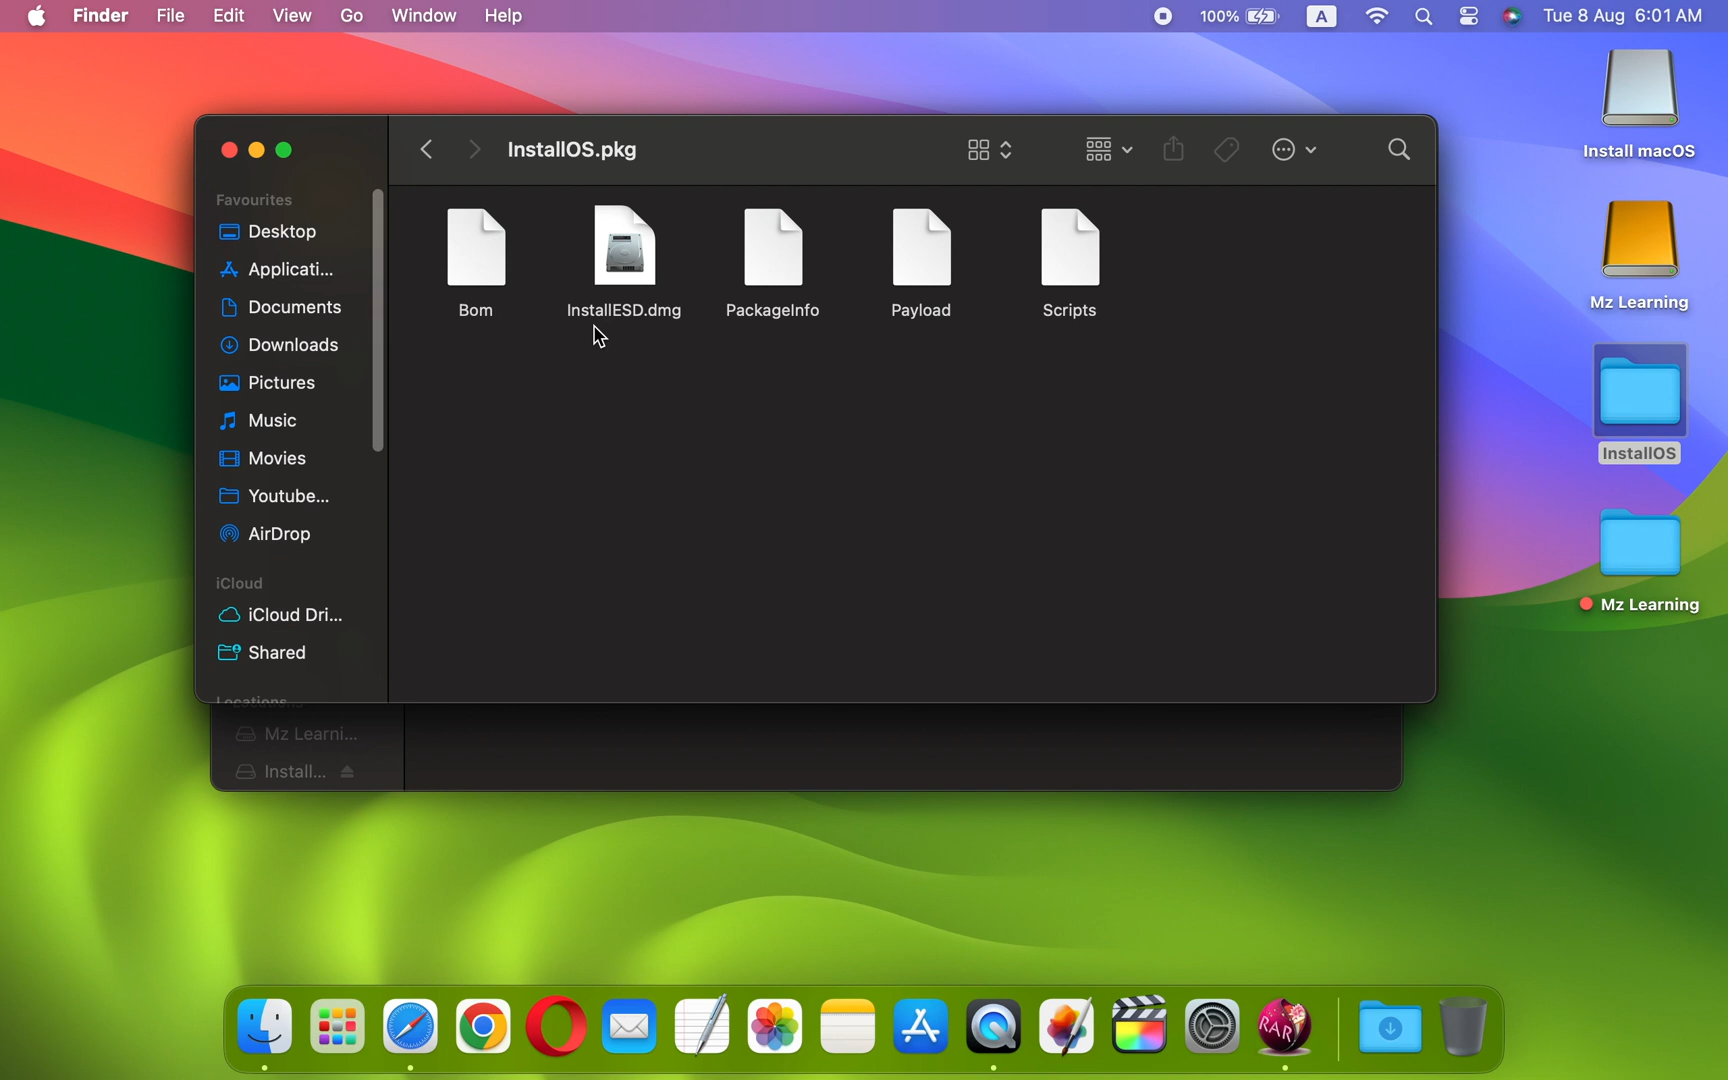 Finder File Edit View Go Window Help 100% A Tue 8 Aug 6:01 AM
Install macOS
InstallOS.pkg
Favourites
Desktop
Applicati...
Documents
Downloads
Pictures
Music
Movies
Youtube...
AirDrop
iCloud
iCloud Dri...
Shared
Locations
Mz Learni...
Install...
Bom
InstallESD.dmg
PackageInfo
Payload
Scripts
Mz Learning
InstallOS
Mz Learning
RAR